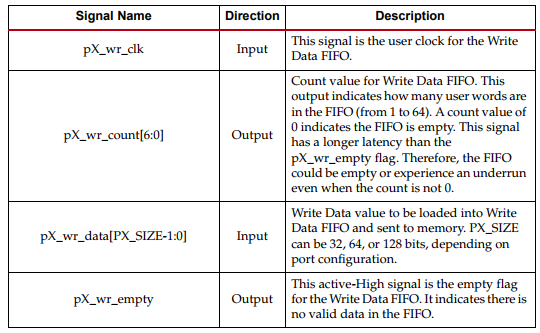 Signal Name Direction Description
pX_wr_clk Input This signal is the user clock for the Write
Data FIFO.
pX_wr_count[6:0] Output Count value for Write Data FIFO. This
output indicates how many user words are
in the FIFO (from 1 to 64). A count value of
0 indicates the FIFO is empty. This signal
has a longer latency than the
pX_wr_empty flag. Therefore, the FIFO
could be empty or experience an underrun
even when the count is not 0.
pX_wr_data[PX_SIZE-1:0] Input Write Data value to be loaded into Write
Data FIFO and sent to memory. PX_SIZE
can be 32, 64, or 128 bits, depending on
port configuration.
pX_wr_empty Output This active-High signal is the empty flag
for the Write Data FIFO. It indicates there is
no valid data in the FIFO.